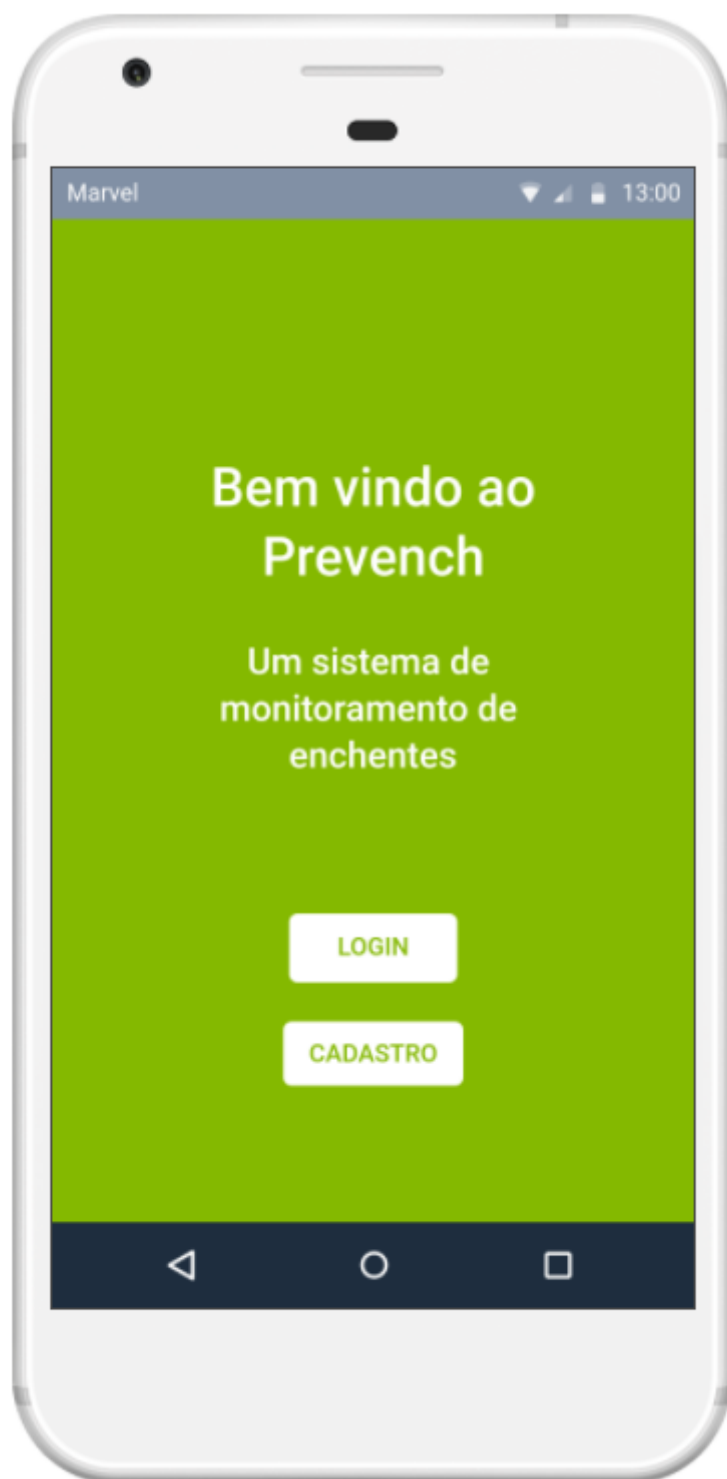 Marvel 13:00
Bem vindo ao
Prevench
Um sistema de
monitoramento de
enchentes
LOGIN
CADASTRO